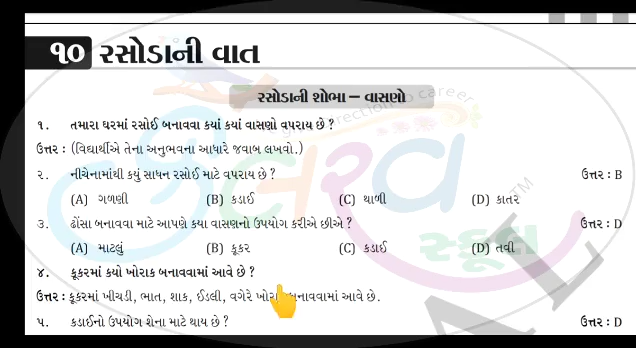 ૧૦ રસોડાની વાત
રસોડાની શોભા – વાસણો
૧. તમારા ઘરમાં રસોઈ બનાવવા કયાં કયાં વાસણો વપરાય છે ?
ઉત્તર : (વિદ્યાર્થીએ તેના અનુભવના આધારે જવાબ લખવો.)
૨. નીચેનામાંથી કયું સાધન રસોઈ માટે વપરાય છે ? ઉત્તર : B
(A) ગળણી (B) કડાઈ (C) થાળી (D) કાતર
૩. ઢોંસા બનાવવા માટે આપણે કયા વાસણનો ઉપયોગ કરીએ છીએ ? ઉત્તર : D
(A) માટલું (B) કૂકર (C) કડાઈ (D) તવી
૪. કૂકરમાં કયો ખોરાક બનાવવામાં આવે છે ?
ઉત્તર : કૂકરમાં ખીચડી, ભાત, શાક, ઈડલી, વગેરે બનાવવામાં આવે છે.
૫. કડાઈનો ઉપયોગ શેના માટે થાય છે ? ઉત્તર : D
career
કલરવ
સ્કૂલ
TM